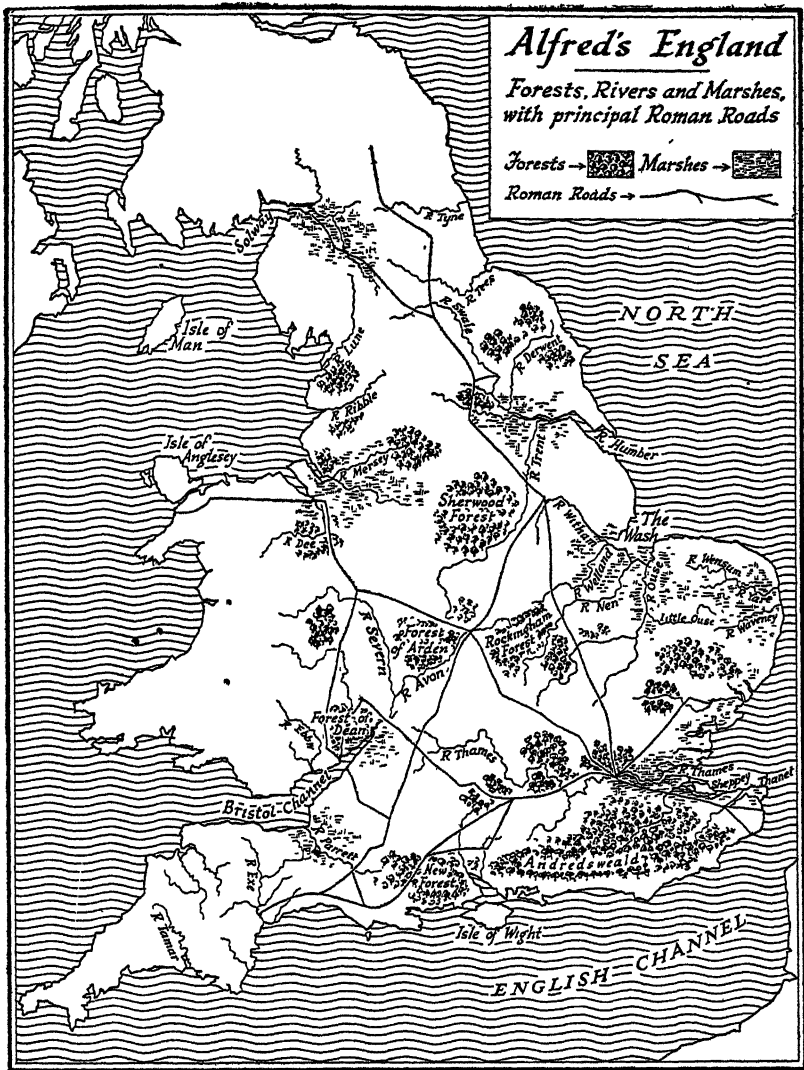 Alfred's England
Forests, Rivers and Marshes,
with principal Roman Roads
Forests → Marshes →
Roman Roads →
Solway
R Eden
R Tyne
R Tees
R Swale
NORTH
SEA
Isle of
Man
R Lune
R Derwent
R Ribble
R Humber
Isle of
Anglesey
R Mersey
R Trent
Sherwood
Forest
R Witham
The
Wash
R Dee
R Welland
R Ouse
R Wensum
R Yare
R Nen
Little Ouse
R Waveney
R Severn
Forest
of Arden
Rockingham
Forest
R Avon
Forest of
Dean
R Thames
R Thames
Sheppey
Thanet
Bristol Channel
R Parrett
Andredsweald
R Exe
New
Forest
R Tamar
Isle of Wight
ENGLISH CHANNEL